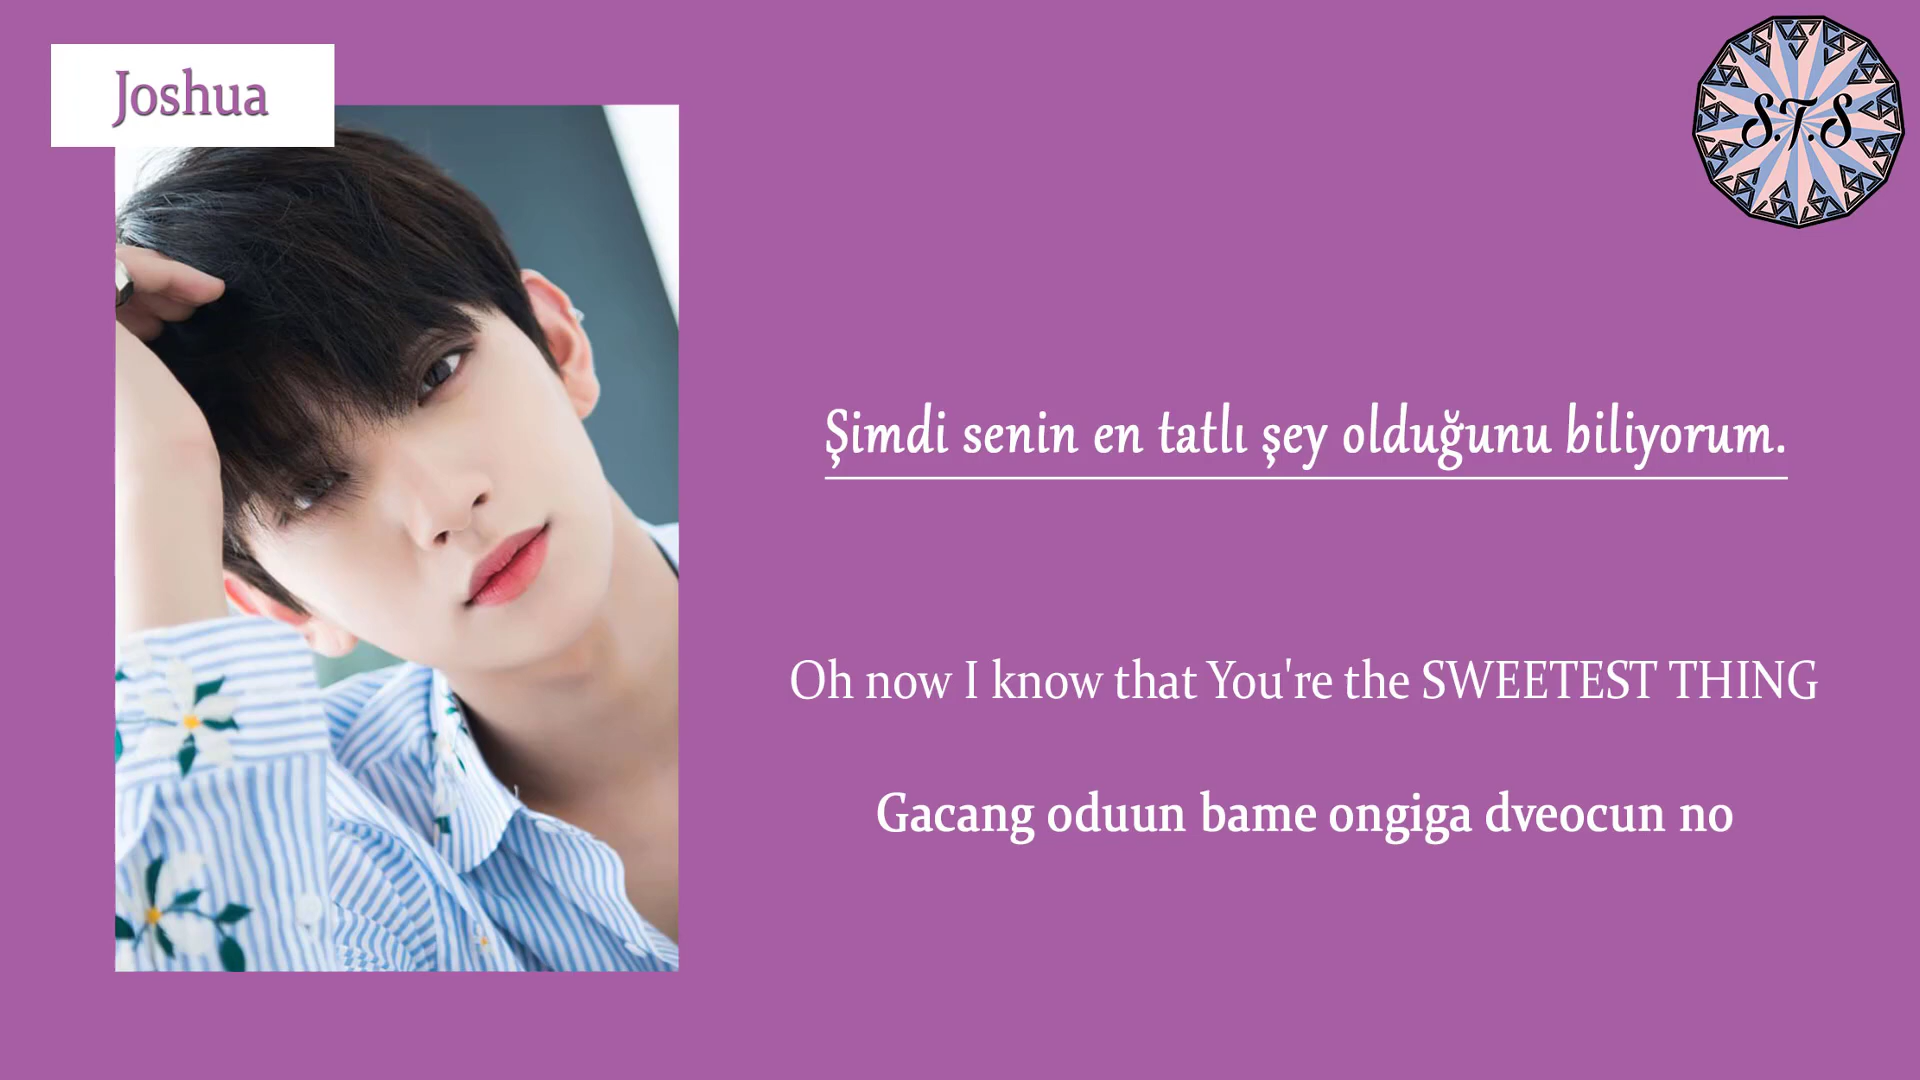 Joshua
S.T.S
Şimdi senin en tatlı şey olduğunu biliyorum.
Oh now I know that You're the SWEETEST THING
Gacang oduun bame ongiga dveocun no